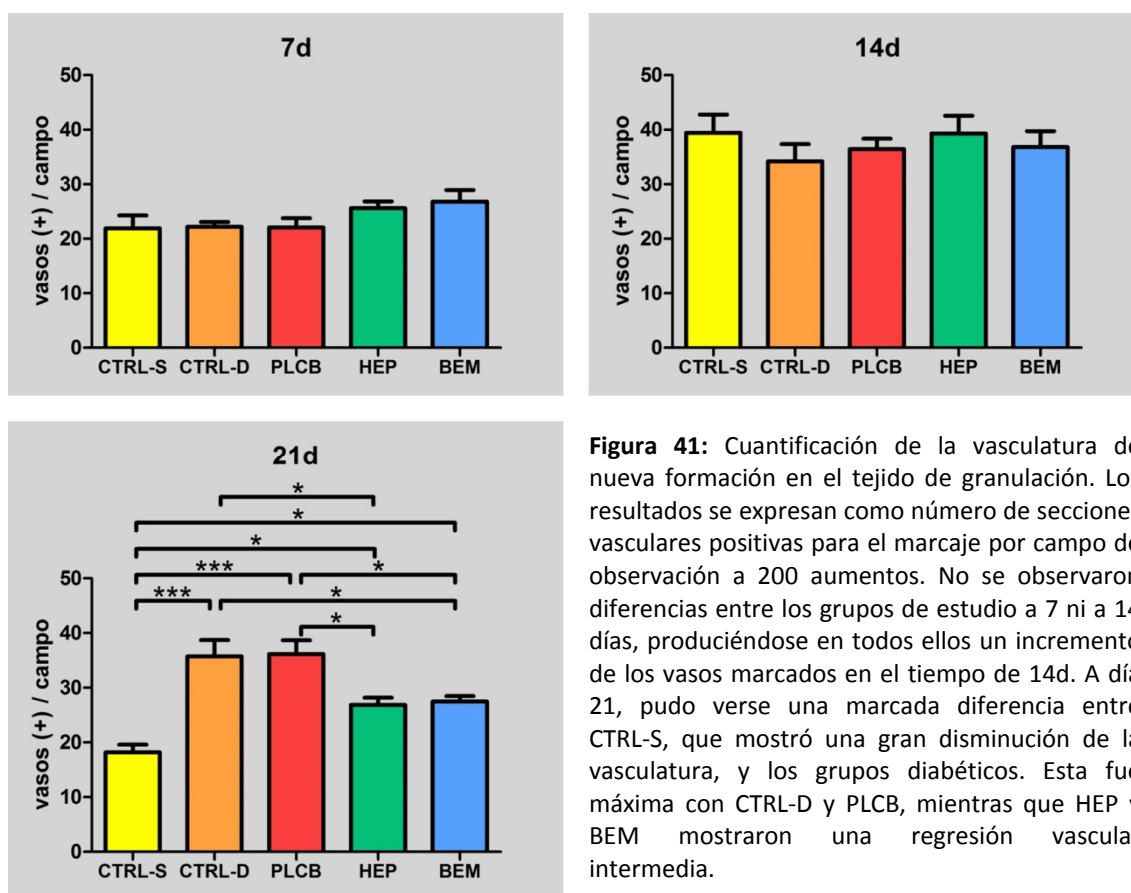 7d
50
40
30
20
10
0
vasos (+) / campo
CTRL-S CTRL-D PLCB HEP BEM
14d
50
40
30
20
10
0
vasos (+) / campo
CTRL-S CTRL-D PLCB HEP BEM
21d
*
*
*
*** *
*** *
*
50
40
30
20
10
0
vasos (+) / campo
CTRL-S CTRL-D PLCB HEP BEM
Figura 41: Cuantificación de la vasculatura de
nueva formación en el tejido de granulación. Lo
resultados se expresan como número de seccione
vasculares positivas para el marcaje por campo de
observación a 200 aumentos. No se observaron
diferencias entre los grupos de estudio a 7 ni a 14
días, produciéndose en todos ellos un incremento
de los vasos marcados en el tiempo de 14d. A día
21, pudo verse una marcada diferencia entre
CTRL-S, que mostró una gran disminución de la
vasculatura, y los grupos diabéticos. Esta fue
máxima con CTRL-D y PLCB, mientras que HEP y
BEM mostraron una regresión vascula
intermedia.